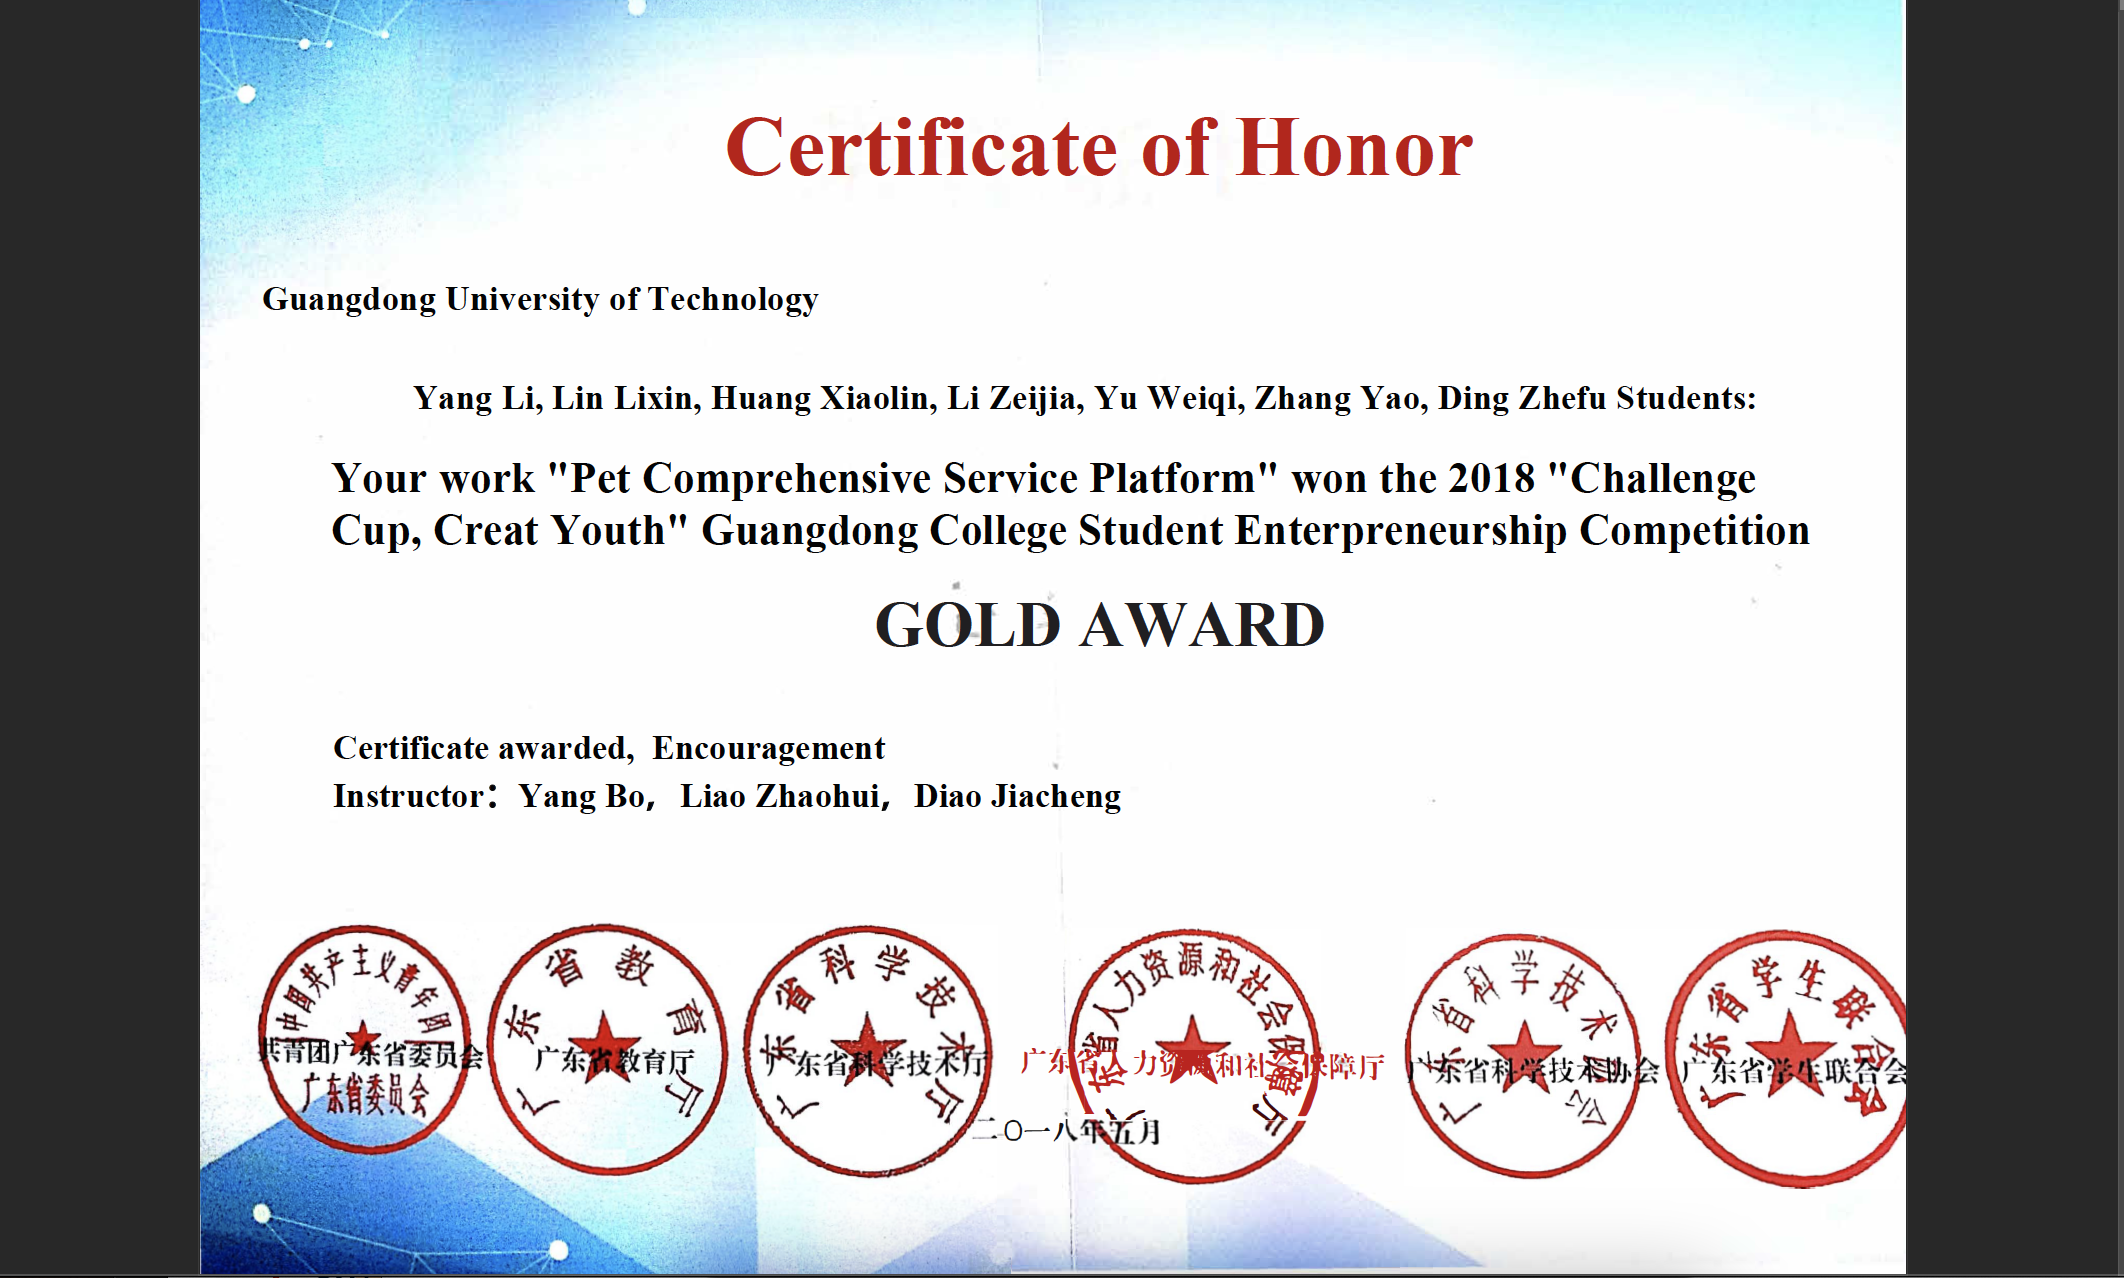 Certificate of Honor
Guangdong University of Technology
Yang Li, Lin Lixin, Huang Xiaolin, Li Zeijia, Yu Weiqi, Zhang Yao, Ding Zhefu Students:
Your work "Pet Comprehensive Service Platform" won the 2018 "Challenge
Cup, Creat Youth" Guangdong College Student Enterpreneurship Competition
GOLD AWARD
Certificate awarded,  Encouragement
Instructor：Yang Bo，Liao Zhaohui，Diao Jiacheng
中国共产主义青年团
共青团广东省委员会
广东省委员会
广东省教育厅
广东省教育厅
广东省科学技术厅
广东省科学技术厅
广东省人力资源和社会保障厅
广东省人力资源和社会保障厅
广东省科学技术协会
广东省科学技术协会
广东省学生联合会
广东省学生联合会
二O一八年五月